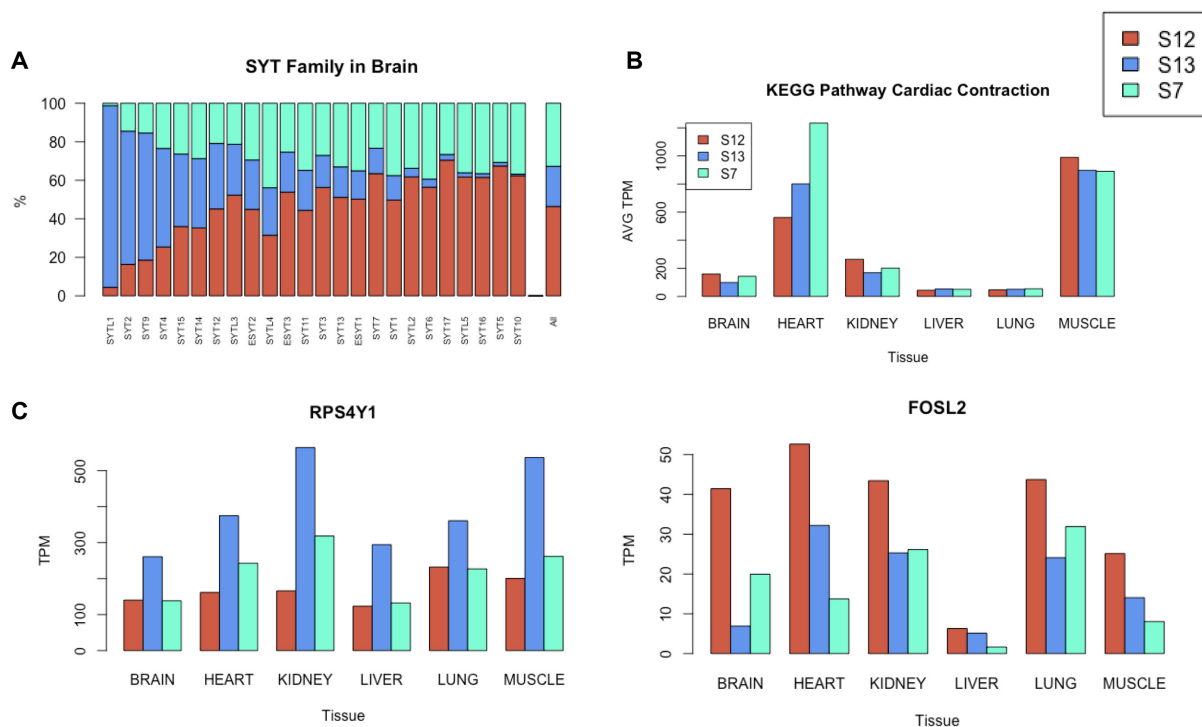 S12
S13
S7
A
SYT Family in Brain
%
100
80
60
40
20
0
SYTL1
SYT2
SYT9
SYT4
SYT15
SYT14
SYT12
SYTL3
ESYT2
SYTL4
ESYT3
SYT11
SYT3
SYT13
ESYT1
SYT7
SYT1
SYTL2
SYT6
SYT17
SYTL5
SYT16
SYT5
SYT10
All
B
KEGG Pathway Cardiac Contraction
S12
S13
S7
AVG TPM
1000
600
200
0
BRAIN HEART KIDNEY LIVER LUNG MUSCLE
Tissue
C
RPS4Y1
TPM
500
300
100
0
BRAIN HEART KIDNEY LIVER LUNG MUSCLE
Tissue
FOSL2
TPM
50
40
30
20
10
0
BRAIN HEART KIDNEY LIVER LUNG MUSCLE
Tissue